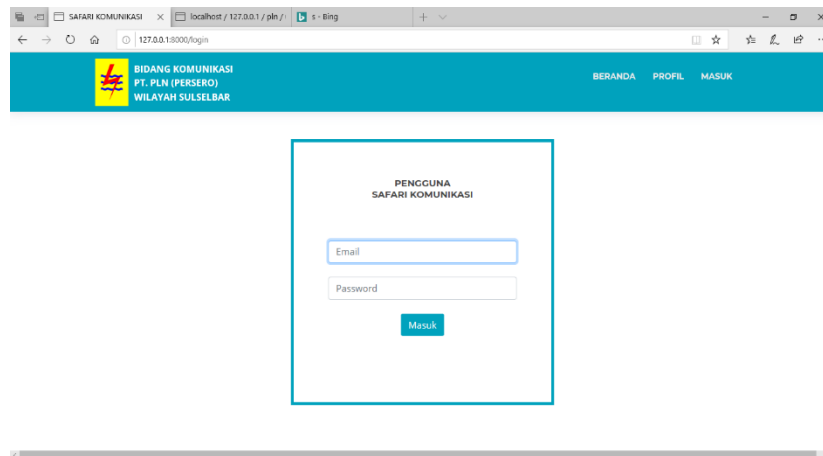 SAFARI KOMUNIKASI
localhost / 127.0.0.1 / pln /
s - Bing
127.0.0.1:8000/login
BIDANG KOMUNIKASI
PT. PLN (PERSERO)
WILAYAH SULSELBAR
BERANDA PROFIL MASUK
PENGGUNA
SAFARI KOMUNIKASI
Email
Password
Masuk